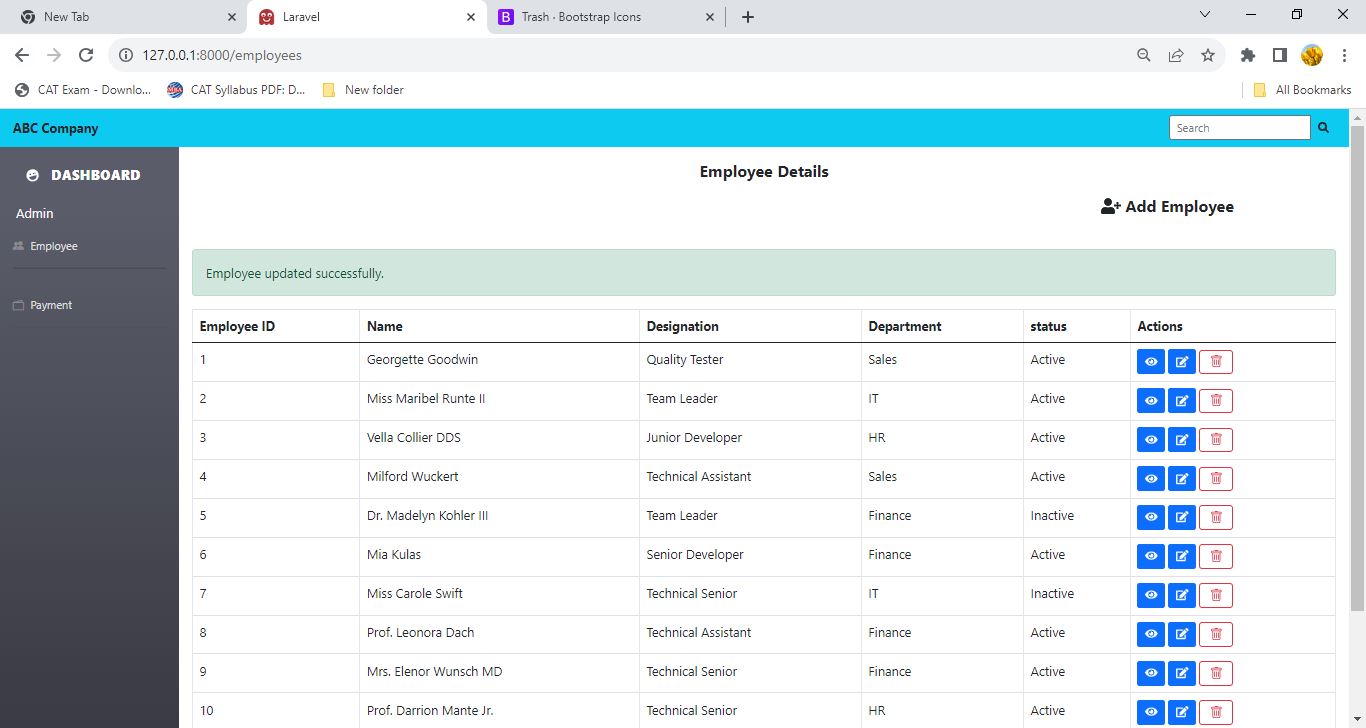 New Tab Laravel Trash · Bootstrap Icons
127.0.0.1:8000/employees
CAT Exam - Downlo... CAT Syllabus PDF: D... New folder All Bookmarks
ABC Company Search
DASHBOARD
Admin
Employee
Payment
Employee Details
Add Employee
Employee updated successfully.
Employee ID Name Designation Department status Actions
1 Georgette Goodwin Quality Tester Sales Active
2 Miss Maribel Runte II Team Leader IT Active
3 Vella Collier DDS Junior Developer HR Active
4 Milford Wuckert Technical Assistant Sales Active
5 Dr. Madelyn Kohler III Team Leader Finance Inactive
6 Mia Kulas Senior Developer Finance Active
7 Miss Carole Swift Technical Senior IT Inactive
8 Prof. Leonora Dach Technical Assistant Finance Active
9 Mrs. Elenor Wunsch MD Technical Senior Finance Active
10 Prof. Darrion Mante Jr. Technical Senior HR Active